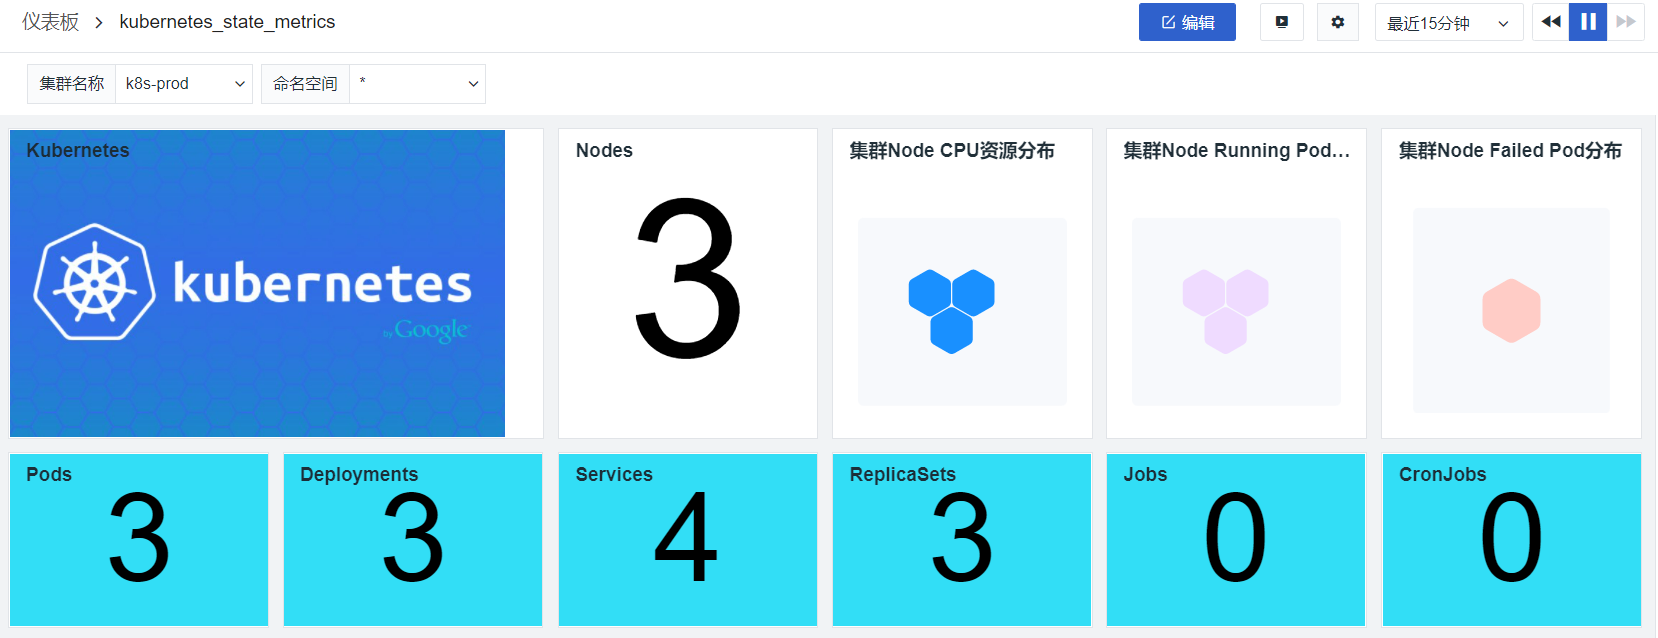 仪表板 > kubernetes_state_metrics
编辑
最近15分钟
集群名称 k8s-prod
命名空间 *
Kubernetes
kubernetes
by Google
Nodes
3
集群Node CPU资源分布
集群Node Running Pod...
集群Node Failed Pod分布
Pods
3
Deployments
3
Services
4
ReplicaSets
3
Jobs
0
CronJobs
0